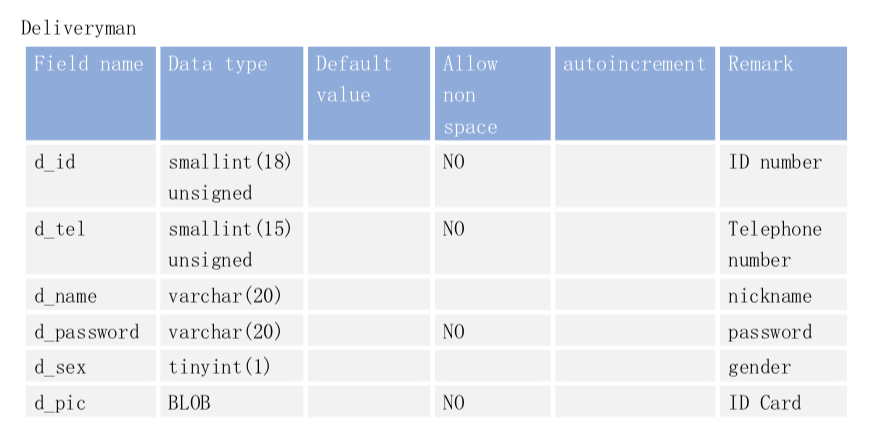 Deliveryman
Field name Data type Default Allow autoincrement Remark
value non
space
d_id smallint(18) NO ID number
unsigned
d_tel smallint(15) NO Telephone
unsigned number
d_name varchar(20) nickname
d_password varchar(20) NO password
d_sex tinyint(1) gender
d_pic BLOB NO ID Card